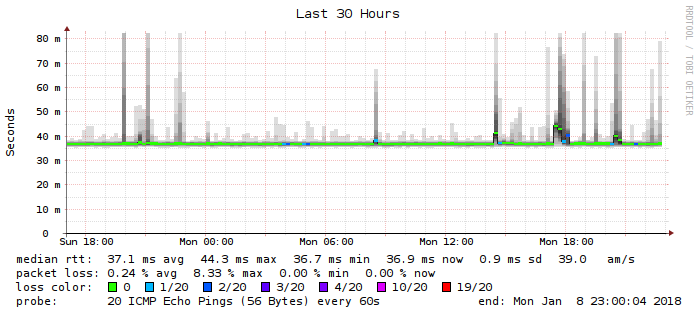 Last 30 Hours
RRDTOOL / TOBI OETIKER
Seconds
80 m
70 m
60 m
50 m
40 m
30 m
20 m
10 m
0
Sun 18:00 Mon 00:00 Mon 06:00 Mon 12:00 Mon 18:00
median rtt: 37.1 ms avg 44.3 ms max 36.7 ms min 36.9 ms now 0.9 ms sd 39.0 am/s
packet loss: 0.24 % avg 8.33 % max 0.00 % min 0.00 % now
loss color: 0 1/20 2/20 3/20 4/20 10/20 19/20
probe: 20 ICMP Echo Pings (56 Bytes) every 60s end: Mon Jan 8 23:00:04 2018